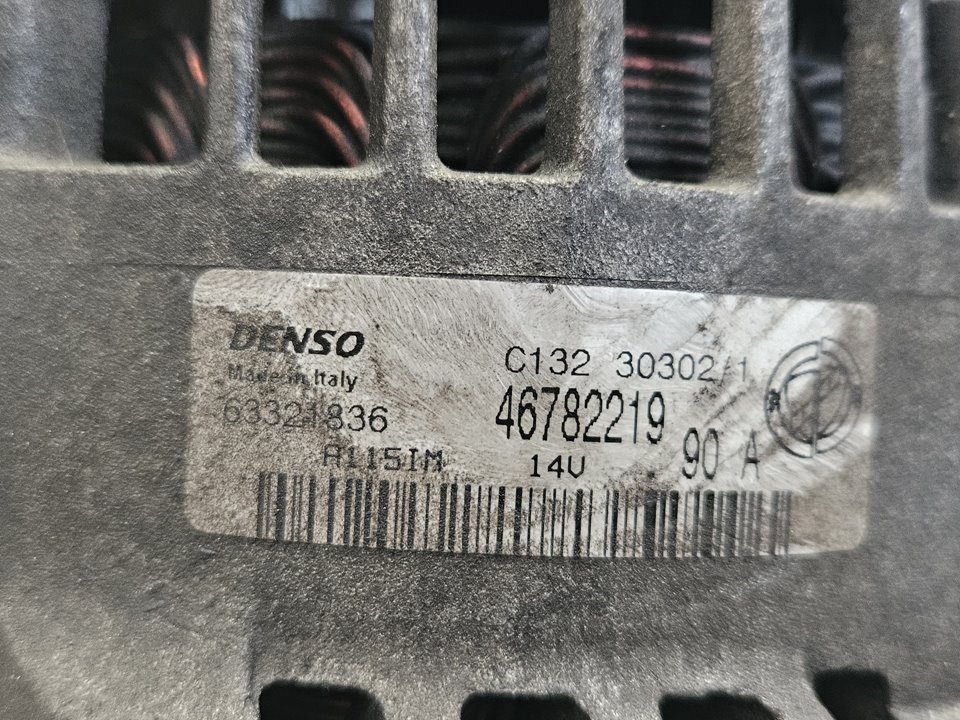 DENSO
Made in Italy
C132 30302/1
63321836
46782219
A115IM
14V
90 A